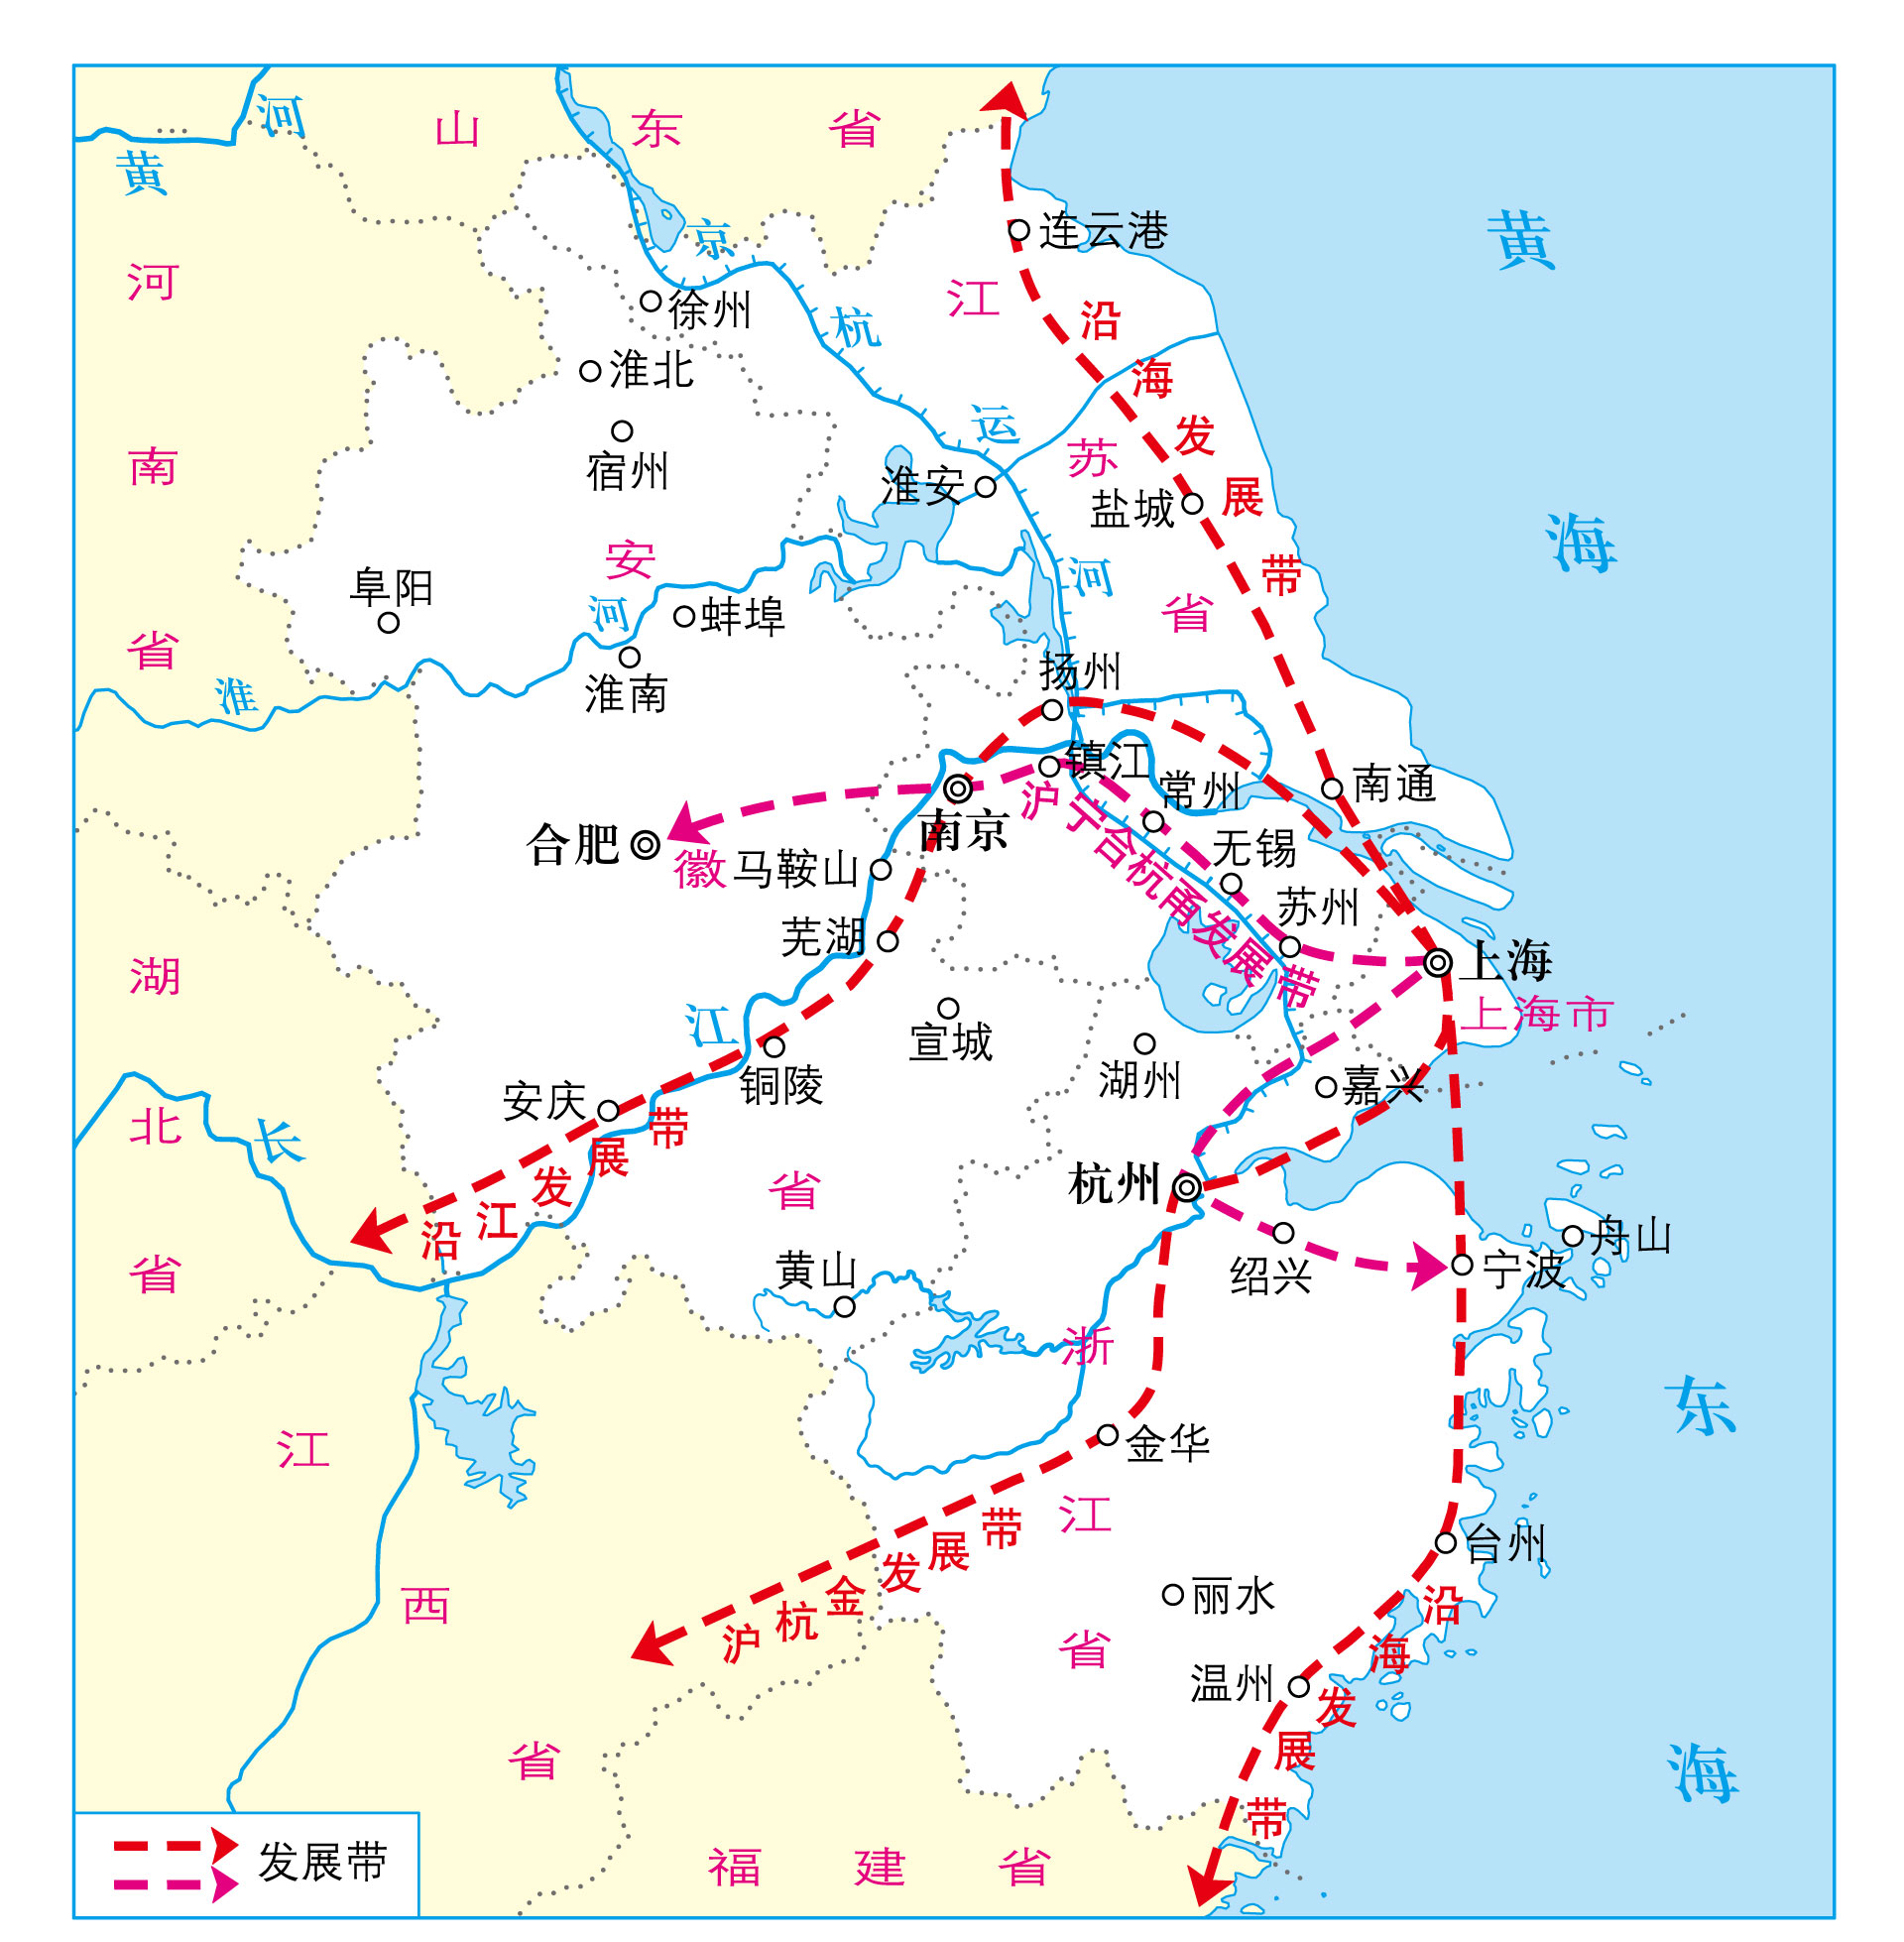 黄河
山东省
河南省
京杭运河
黄海
连云港
徐州
江苏省
淮北
宿州
沿海发展带
淮安
盐城
安徽省
阜阳
淮河
蚌埠
淮南
扬州
镇江
常州
南通
南京
合肥
马鞍山
无锡
沪宁合杭甬发展带
苏州
芜湖
上海
上海市
湖北省
长江
宣城
铜陵
湖州
嘉兴
安庆
沿江发展带
杭州
舟山
绍兴
宁波
黄山
浙江省
东海
金华
江西省
沪杭金发展带
台州
丽水
温州
沿海发展带
福建省
发展带